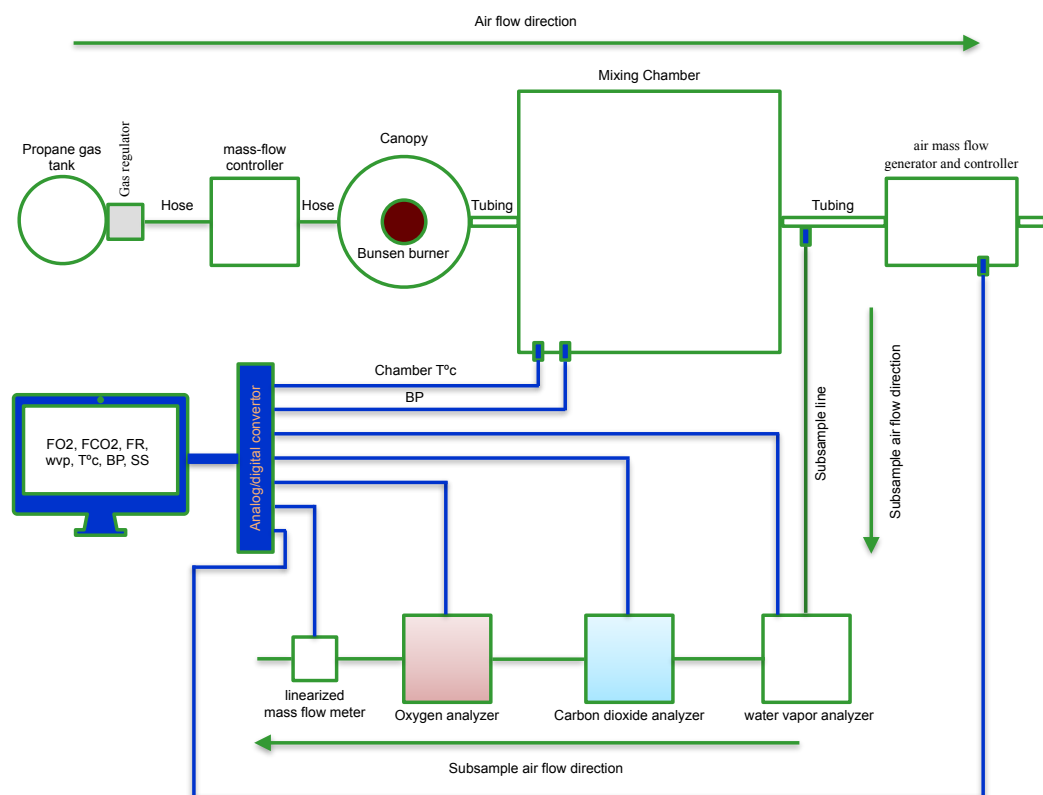 Air flow direction
Mixing Chamber
Propane gas
tank
Gas regulator
Hose
mass-flow
controller
Hose
Canopy
Bunsen burner
Tubing
Tubing
air mass flow
generator and controller
Chamber Tºc
BP
Subsample line
Subsample air flow direction
FO2, FCO2, FR,
wvp, Tºc, BP, SS
Analog/digital convertor
linearized
mass flow meter
Oxygen analyzer
Carbon dioxide analyzer
water vapor analyzer
Subsample air flow direction